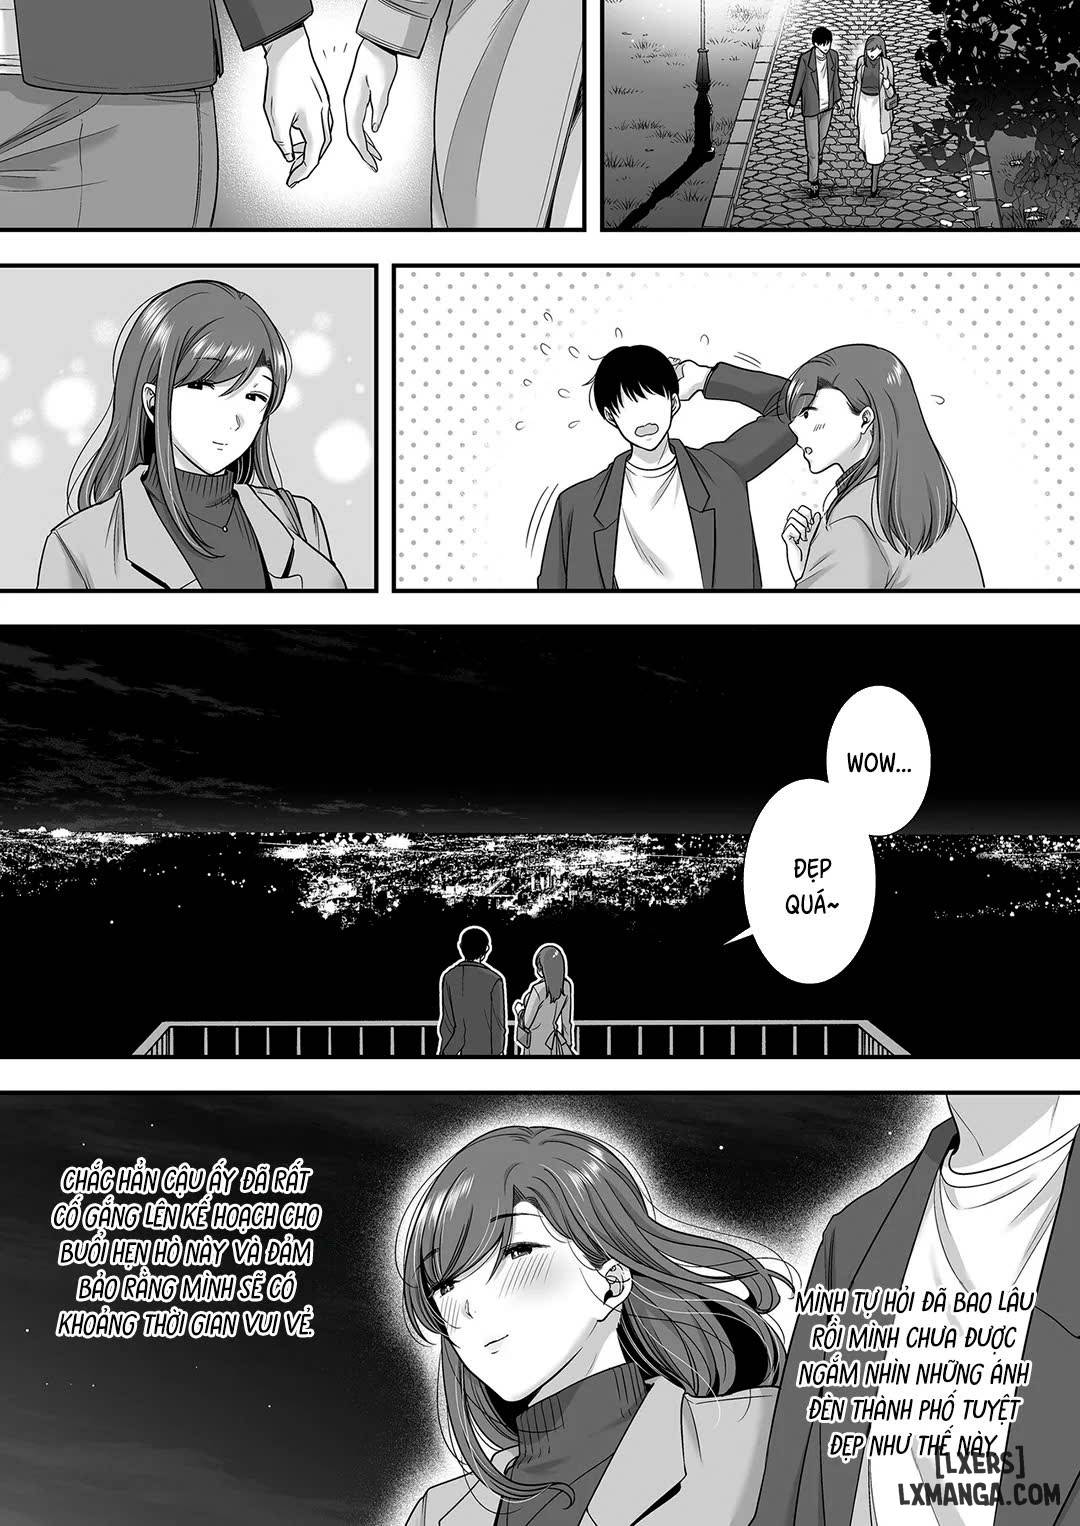 WOW...
ĐẸP
QUÁ~
MÌNH TỰ HỎI ĐÃ BAO LÂU
RỒI MÌNH CHƯA ĐƯỢC
NGẮM NHÌN NHỮNG ÁNH
ĐÈN THÀNH PHỐ TUYỆT
ĐẸP NHƯ THẾ NÀY
CHẮC HẲN CẬU ẤY ĐÃ RẤT
CỐ GẮNG LÊN KẾ HOẠCH CHO
BUỔI HẸN HÒ NÀY VÀ ĐẢM
BẢO RẰNG MÌNH SẼ CÓ
KHOẢNG THỜI GIAN VUI VẺ.
[LXERS]
LXMANGA.COM